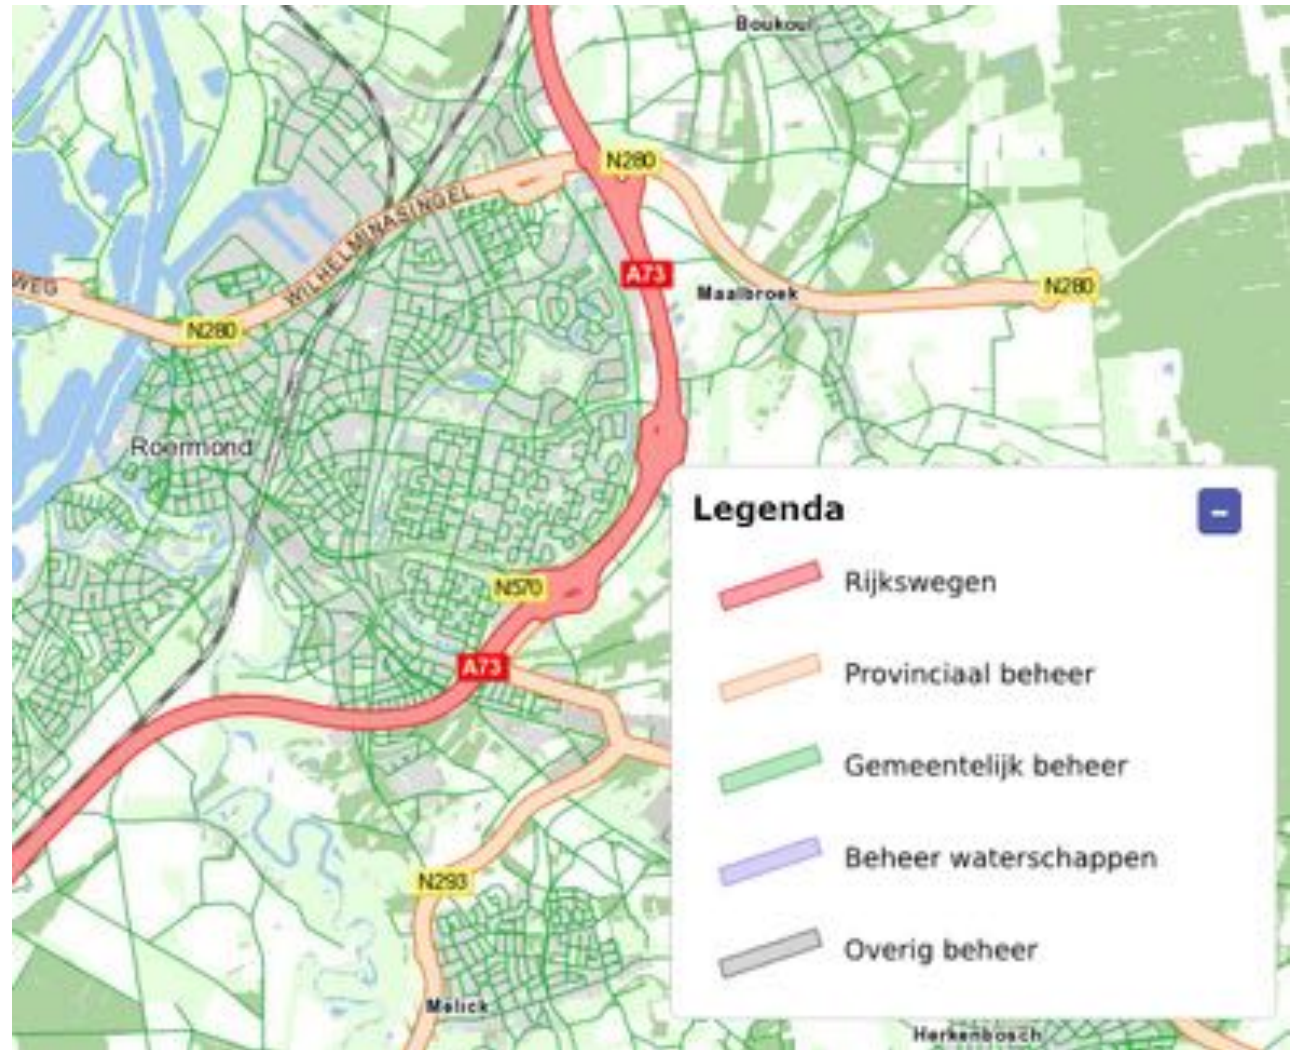 Boukoul
N280
WILHELMINASINGEL
A73
WEG
Maalbroek
N280
N280
Roermond
Legenda
–
Rijkswegen
N570
A73
Provinciaal beheer
Gemeentelijk beheer
Beheer waterschappen
N293
Overig beheer
Melick
Herkenbosch